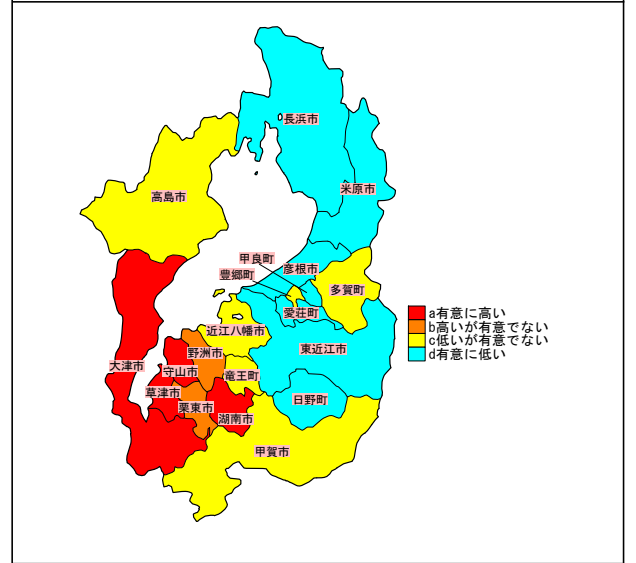 長浜市
米原市
高島市
甲良町
彦根市
豊郷町
多賀町
愛荘町
近江八幡市
東近江市
野洲市
大津市
守山市
竜王町
草津市
栗東市
日野町
湖南市
甲賀市
a有意に高い
b高いが有意でない
c低いが有意でない
d有意に低い